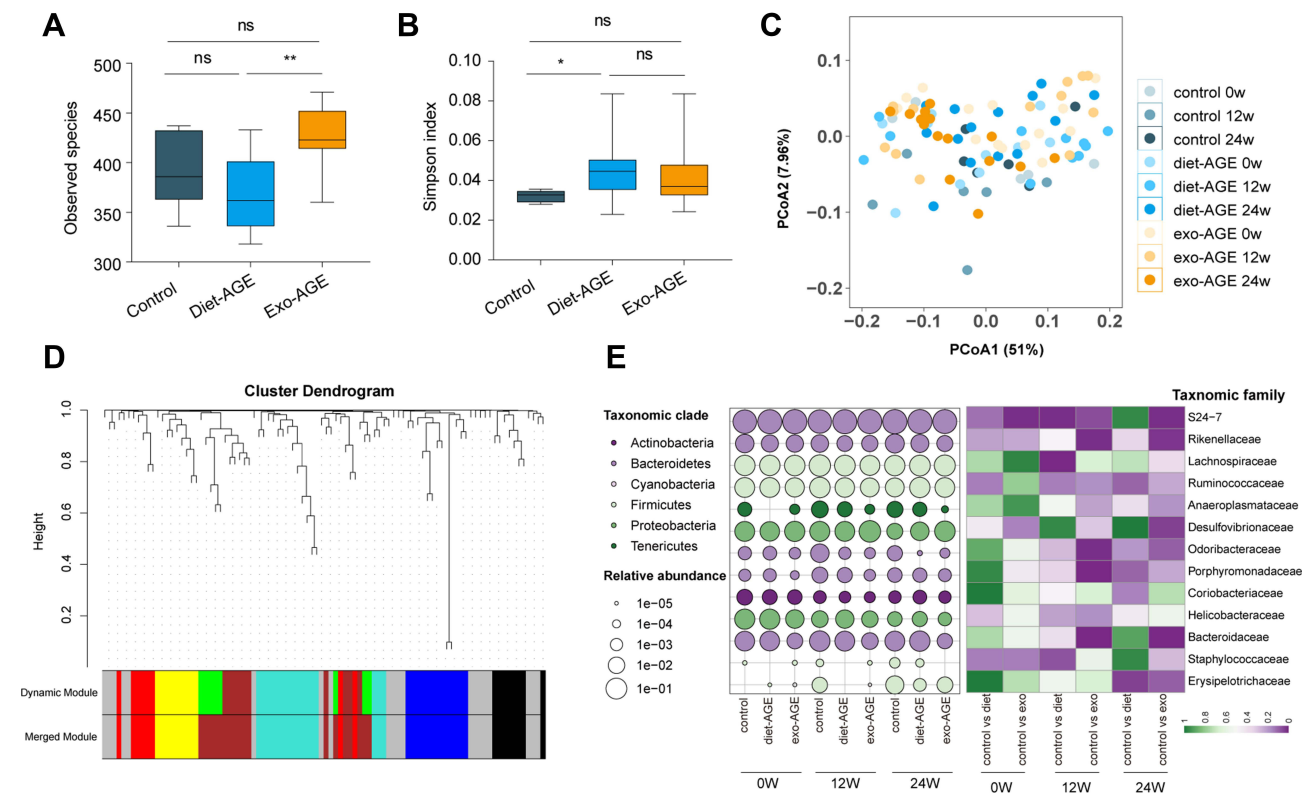 A
ns
ns
**
500
450
400
350
300
Observed species
Control
Diet-AGE
Exo-AGE
B
ns
*
ns
0.10
0.08
0.06
0.04
0.02
0.00
Simpson index
Control
Diet-AGE
Exo-AGE
C
0.1
0.0
−0.1
−0.2
PCoA2 (7.96%)
−0.2
−0.1
0.0
0.1
0.2
PCoA1 (51%)
control 0w
control 12w
control 24w
diet-AGE 0w
diet-AGE 12w
diet-AGE 24w
exo-AGE 0w
exo-AGE 12w
exo-AGE 24w
D
Cluster Dendrogram
1.0
0.8
0.6
0.4
0.2
Height
Dynamic Module
Merged Module
E
Taxonomic clade
Actinobacteria
Bacteroidetes
Cyanobacteria
Firmicutes
Proteobacteria
Tenericutes
Relative abundance
1e−05
1e−04
1e−03
1e−02
1e−01
control
diet-AGE
exo-AGE
control
diet-AGE
exo-AGE
control
diet-AGE
exo-AGE
0W
12W
24W
Taxnomic family
S24−7
Rikenellaceae
Lachnospiraceae
Ruminococcaceae
Anaeroplasmataceae
Desulfovibrionaceae
Odoribacteraceae
Porphyromonadaceae
Coriobacteriaceae
Helicobacteraceae
Bacteroidaceae
Staphylococcaceae
Erysipelotrichaceae
control vs diet
control vs exo
control vs diet
control vs exo
control vs diet
control vs exo
0W
12W
24W
1
0.8
0.6
0.4
0.2
0